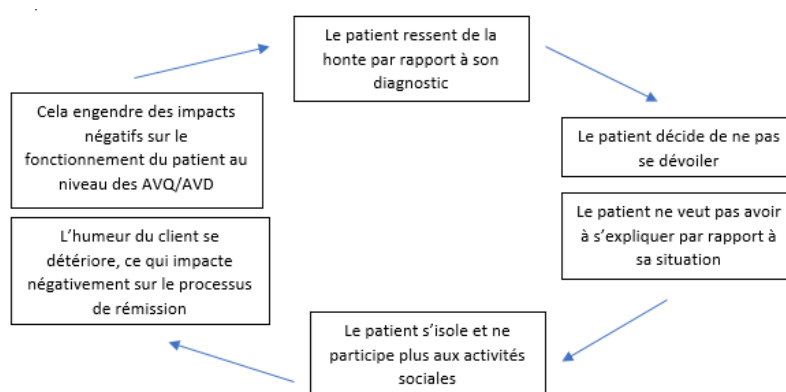 Le patient ressent de la
honte par rapport à son
diagnostic
Le patient décide de ne pas
se dévoiler
Le patient ne veut pas avoir
à s'expliquer par rapport à
sa situation
Le patient s'isole et ne
participe plus aux activités
sociales
L'humeur du client se
détériore, ce qui impacte
négativement sur le processus
de rémission
Cela engendre des impacts
négatifs sur le
fonctionnement du patient au
niveau des AVQ/AVD